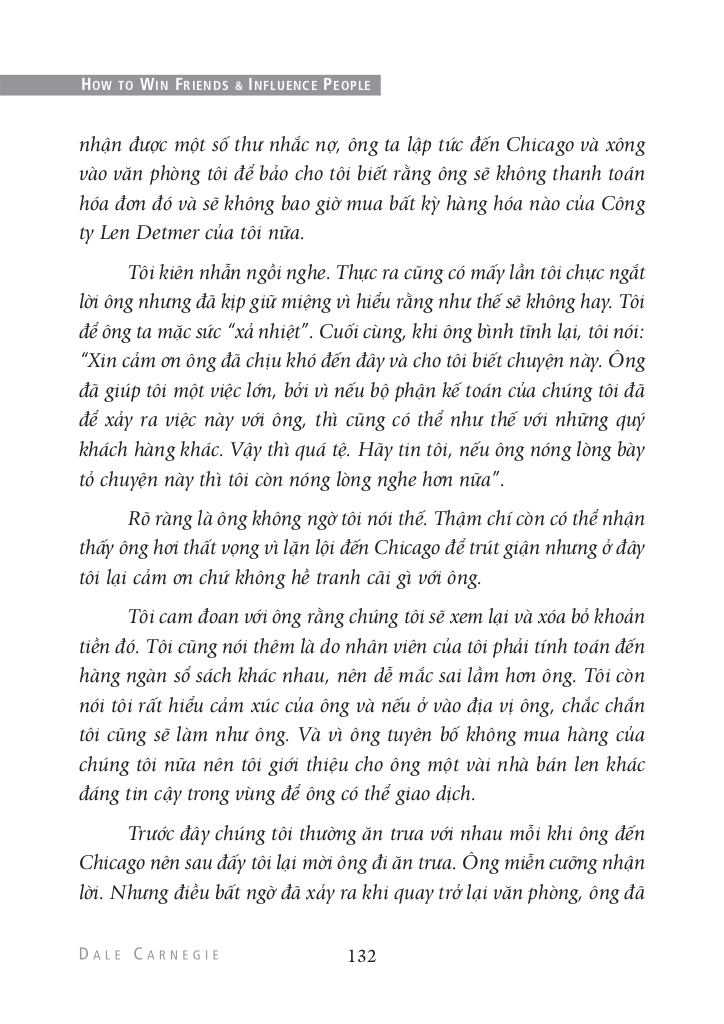 HOW TO WIN FRIENDS & INFLUENCE PEOPLE
nhận được một số thư nhắc nợ, ông ta lập tức đến Chicago và xông
vào văn phòng tôi để bảo cho tôi biết rằng ông sẽ không thanh toán
hóa đơn đó và sẽ không bao giờ mua bất kỳ hàng hóa nào của Công
ty Len Detmer của tôi nữa.
Tôi kiên nhẫn ngồi nghe. Thực ra cũng có mấy lần tôi chực ngắt
lời ông nhưng đã kịp giữ miệng vì hiểu rằng như thế sẽ không hay. Tôi
để ông ta mặc sức “xả nhiệt”. Cuối cùng, khi ông bình tĩnh lại, tôi nói:
“Xin cảm ơn ông đã chịu khó đến đây và cho tôi biết chuyện này. Ông
đã giúp tôi một việc lớn, bởi vì nếu bộ phận kế toán của chúng tôi đã
để xảy ra việc này với ông, thì cũng có thể như thế với những quý
khách hàng khác. Vậy thì quá tệ. Hãy tin tôi, nếu ông nóng lòng bày
tỏ chuyện này thì tôi còn nóng lòng nghe hơn nữa”.
Rõ ràng là ông không ngờ tôi nói thế. Thậm chí còn có thể nhận
thấy ông hơi thất vọng vì lặn lội đến Chicago để trút giận nhưng ở đây
tôi lại cảm ơn chứ không hề tranh cãi gì với ông.
Tôi cam đoan với ông rằng chúng tôi sẽ xem lại và xóa bỏ khoản
tiền đó. Tôi cũng nói thêm là do nhân viên của tôi phải tính toán đến
hàng ngàn sổ sách khác nhau, nên dễ mắc sai lầm hơn ông. Tôi còn
nói tôi rất hiểu cảm xúc của ông và nếu ở vào địa vị ông, chắc chắn
tôi cũng sẽ làm như ông. Và vì ông tuyên bố không mua hàng của
chúng tôi nữa nên tôi giới thiệu cho ông một vài nhà bán len khác
đáng tin cậy trong vùng để ông có thể giao dịch.
Trước đây chúng tôi thường ăn trưa với nhau mỗi khi ông đến
Chicago nên sau đấy tôi lại mời ông đi ăn trưa. Ông miễn cưỡng nhận
lời. Nhưng điều bất ngờ đã xảy ra khi quay trở lại văn phòng, ông đã
DALE CARNEGIE
132